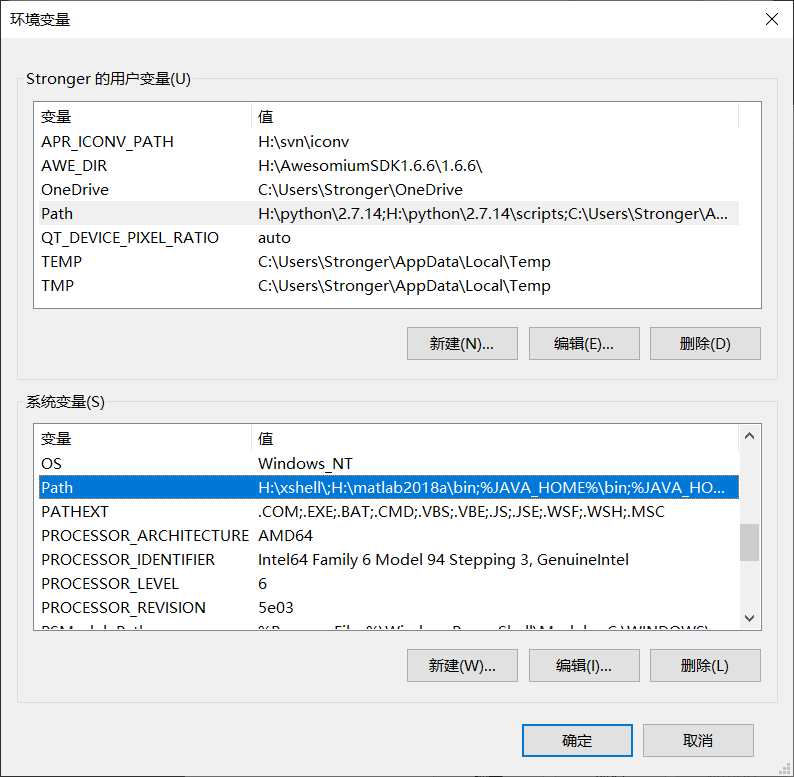 环境变量
Stronger 的用户变量(U)
变量 值
APR_ICONV_PATH H:\svn\iconv
AWE_DIR H:\AwesomiumSDK1.6.6\1.6.6\
OneDrive C:\Users\Stronger\OneDrive
Path H:\python\2.7.14;H:\python\2.7.14\scripts;C:\Users\Stronger\A...
QT_DEVICE_PIXEL_RATIO auto
TEMP C:\Users\Stronger\AppData\Local\Temp
TMP C:\Users\Stronger\AppData\Local\Temp
新建(N)... 编辑(E)... 删除(D)
系统变量(S)
变量 值
OS Windows_NT
Path H:\xshell\;H:\matlab2018a\bin;%JAVA_HOME%\bin;%JAVA_HO...
PATHEXT .COM;.EXE;.BAT;.CMD;.VBS;.VBE;.JS;.JSE;.WSF;.WSH;.MSC
PROCESSOR_ARCHITECTURE AMD64
PROCESSOR_IDENTIFIER Intel64 Family 6 Model 94 Stepping 3, GenuineIntel
PROCESSOR_LEVEL 6
PROCESSOR_REVISION 5e03
新建(W)... 编辑(I)... 删除(L)
确定 取消